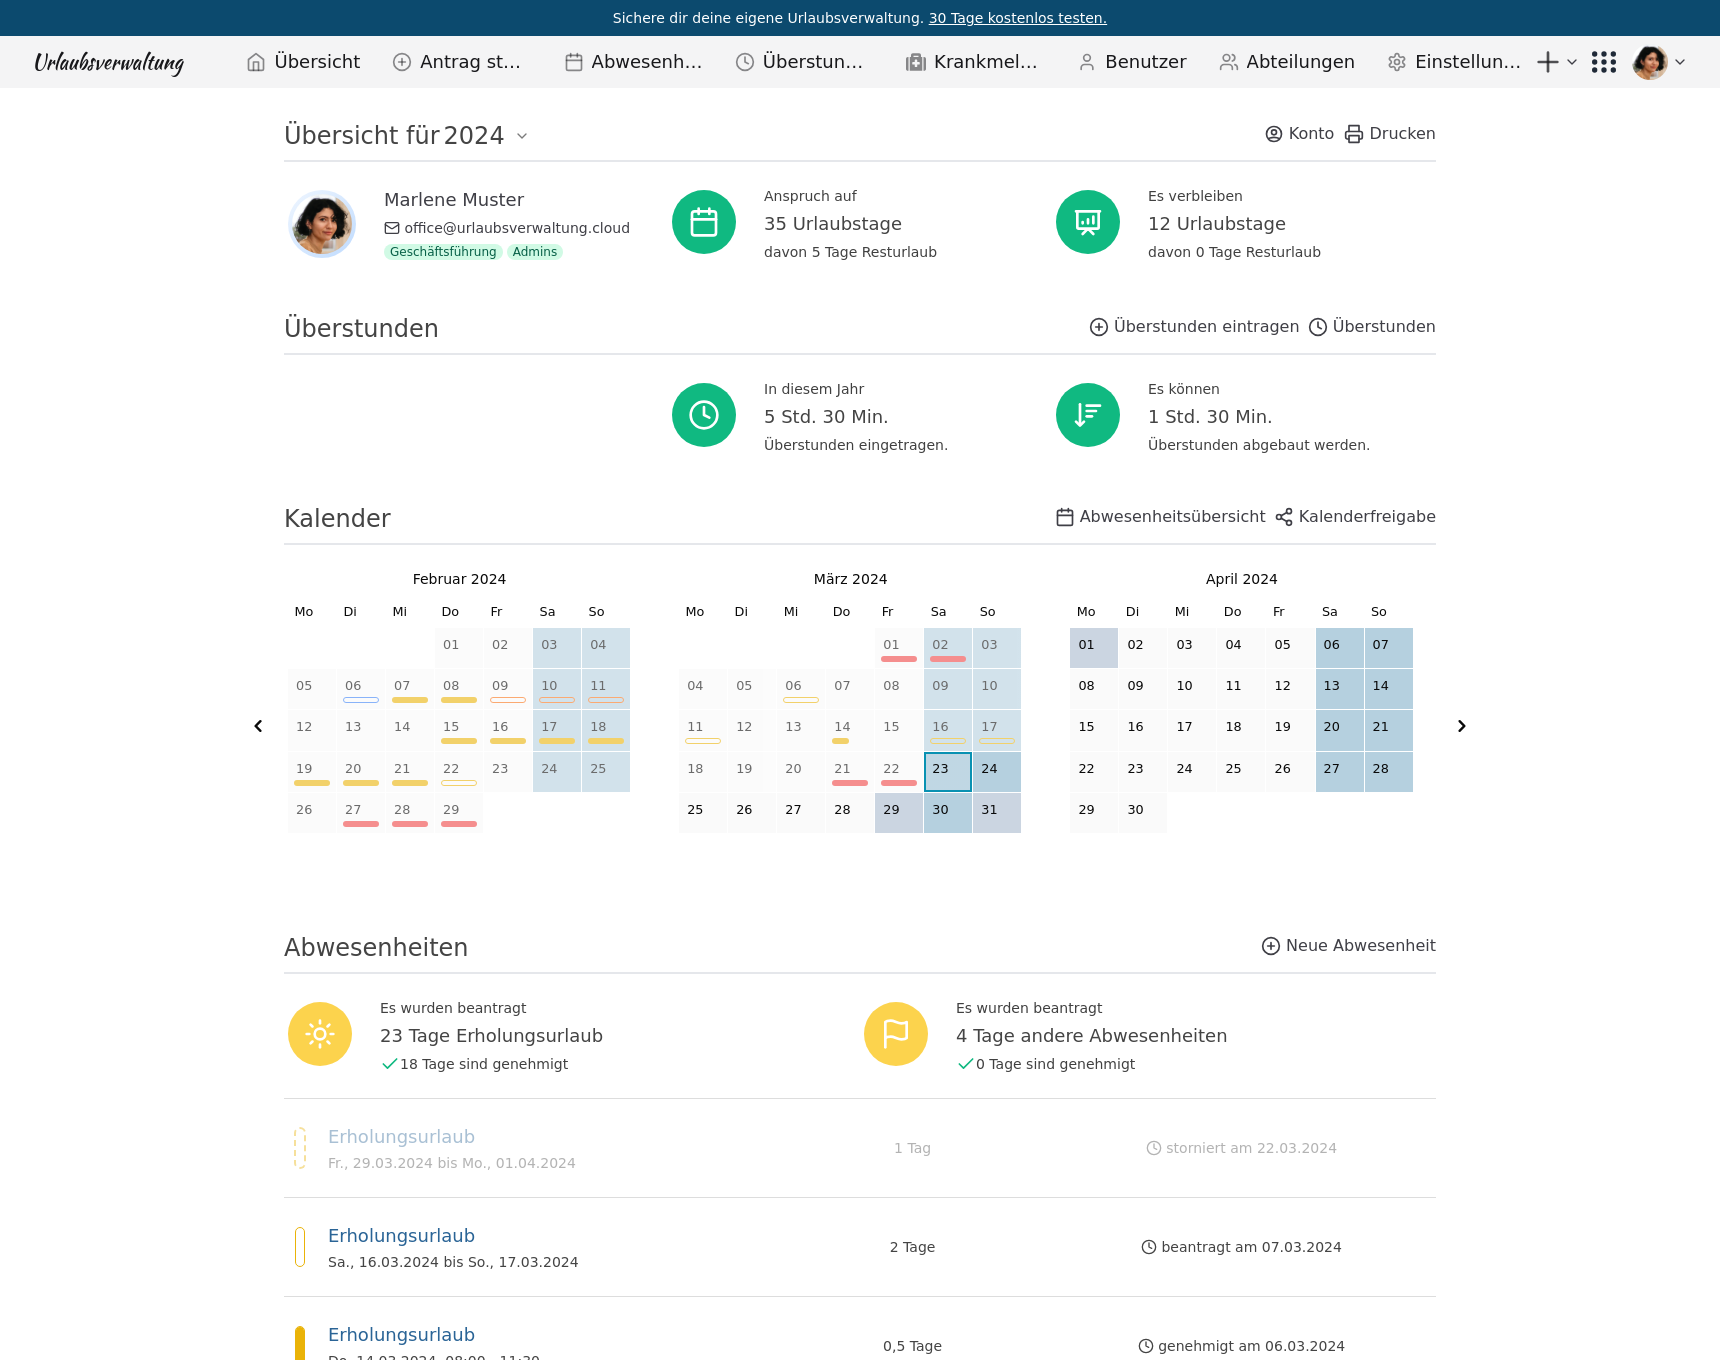 Sichere dir deine eigene Urlaubsverwaltung. 30 Tage kostenlos testen.
Urlaubsverwaltung Übersicht Antrag st… Abwesenh… Überstun… Krankmel… Benutzer Abteilungen Einstellun…
Übersicht für 2024 Konto Drucken
Marlene Muster
office@urlaubsverwaltung.cloud
Geschäftsführung Admins
Anspruch auf
35 Urlaubstage
davon 5 Tage Resturlaub
Es verbleiben
12 Urlaubstage
davon 0 Tage Resturlaub
Überstunden Überstunden eintragen Überstunden
In diesem Jahr
5 Std. 30 Min.
Überstunden eingetragen.
Es können
1 Std. 30 Min.
Überstunden abgebaut werden.
Kalender Abwesenheitsübersicht Kalenderfreigabe
Februar 2024
Mo Di Mi Do Fr Sa So
01 02 03 04
05 06 07 08 09 10 11
12 13 14 15 16 17 18
19 20 21 22 23 24 25
26 27 28 29
März 2024
Mo Di Mi Do Fr Sa So
01 02 03
04 05 06 07 08 09 10
11 12 13 14 15 16 17
18 19 20 21 22 23 24
25 26 27 28 29 30 31
April 2024
Mo Di Mi Do Fr Sa So
01 02 03 04 05 06 07
08 09 10 11 12 13 14
15 16 17 18 19 20 21
22 23 24 25 26 27 28
29 30
Abwesenheiten Neue Abwesenheit
Es wurden beantragt
23 Tage Erholungsurlaub
18 Tage sind genehmigt
Es wurden beantragt
4 Tage andere Abwesenheiten
0 Tage sind genehmigt
Erholungsurlaub
Fr., 29.03.2024 bis Mo., 01.04.2024
1 Tag
storniert am 22.03.2024
Erholungsurlaub
Sa., 16.03.2024 bis So., 17.03.2024
2 Tage
beantragt am 07.03.2024
Erholungsurlaub
Do., 14.03.2024, 08:00 - 11:30
0,5 Tage
genehmigt am 06.03.2024